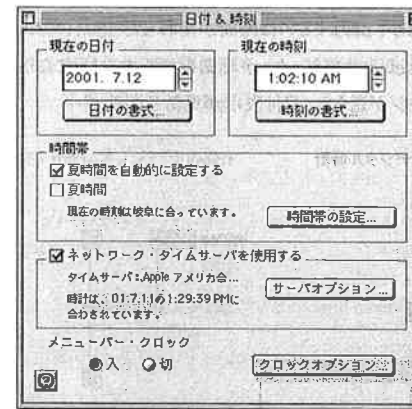 日付 & 時刻
現在の日付
2001. 7.12
日付の書式...
現在の時刻
1:02:10 AM
時刻の書式...
時間帯
夏時間を自動的に設定する
夏時間
現在の時刻は岐阜に合っています。
時間帯の設定...
ネットワーク・タイムサーバを使用する
タイムサーバ:Apple アメリカ合...
時計は、01.7.11の1:29:39 PMに
合わされています。
サーバオプション...
メニューバー・クロック
入 切
クロックオプション...